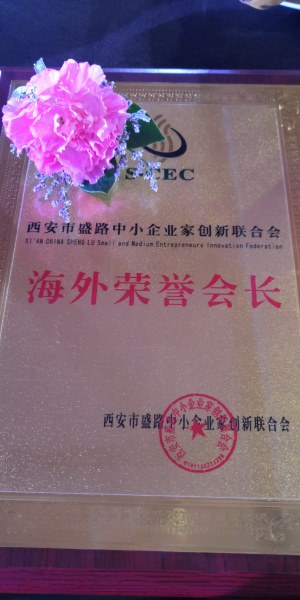 CEC
西安市盛路中小企业家创新联合会
XI'AN CHINA SHENG LU Small and Medium Entrepreneurs Innovation Federation
海外荣誉会长
西安市盛路中小企业家创新联合会